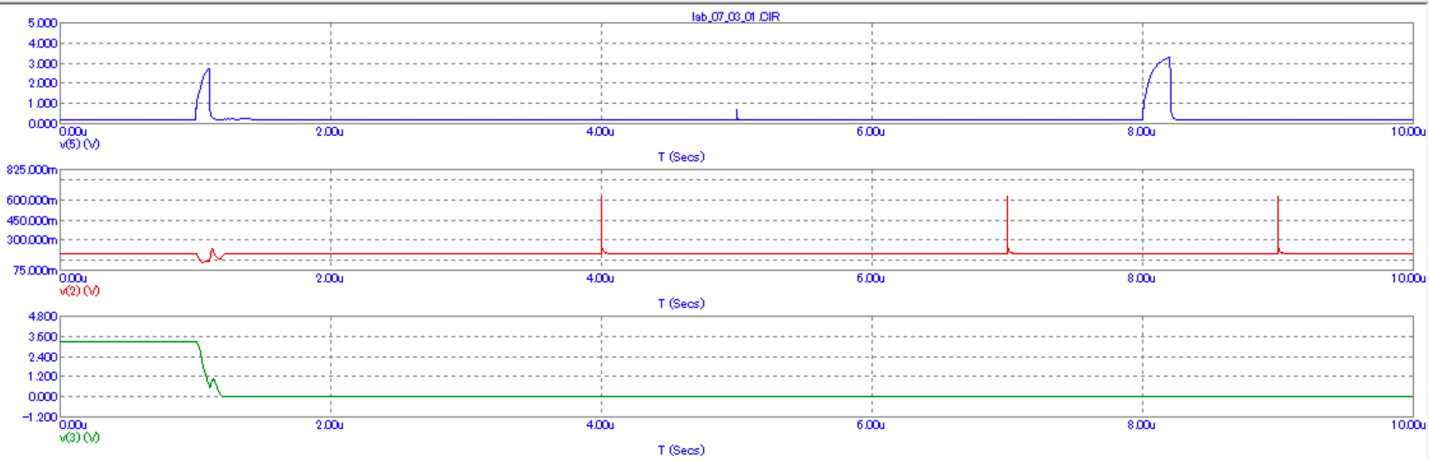 lab_07_03_01.CIR
5.000
4.000
3.000
2.000
1.000
0.000
0.00u 2.00u 4.00u 6.00u 8.00u 10.00u
v(5) (V)
T (Secs)
825.000m
600.000m
450.000m
300.000m
75.000m
0.00u 2.00u 4.00u 6.00u 8.00u 10.00u
v(2) (V)
T (Secs)
4.800
3.600
2.400
1.200
0.000
-1.200
0.00u 2.00u 4.00u 6.00u 8.00u 10.00u
v(3) (V)
T (Secs)